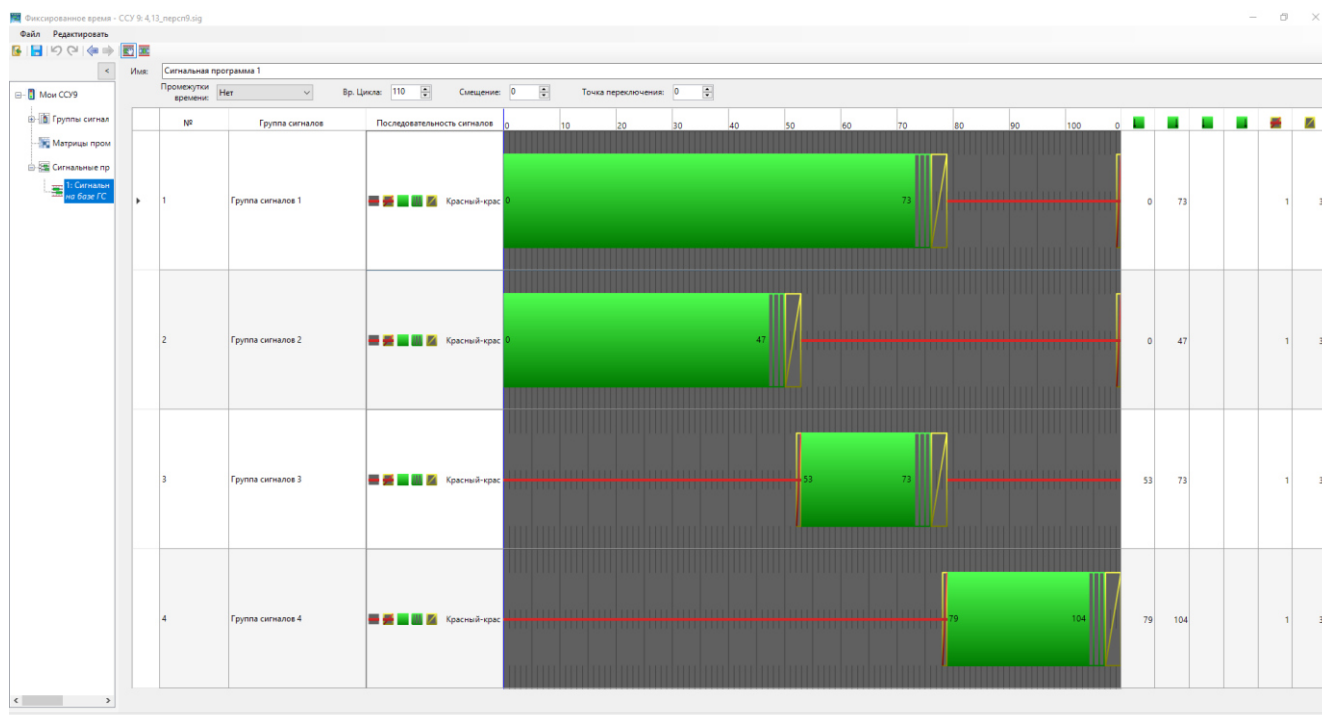 Фиксированное время - ССУ 9: 4,13_персп9.sig
Файл Редактировать
< Имя: Сигнальная программа 1
Промежутки времени: Нет Вр. Цикла: 110 Смещение: 0 Точка переключения: 0
Мои ССУ9
Группы сигнал
Матрицы пром
Сигнальные пр
1: Сигнальн
на базе ГС
№ Группа сигналов Последовательность сигналов 0 10 20 30 40 50 60 70 80 90 100 0
1 Группа сигналов 1 Красный-крас 0 73 0 73 1 3
2 Группа сигналов 2 Красный-крас 0 47 0 47 1 3
3 Группа сигналов 3 Красный-крас 53 73 53 73 1 3
4 Группа сигналов 4 Красный-крас 79 104 79 104 1 3
< >